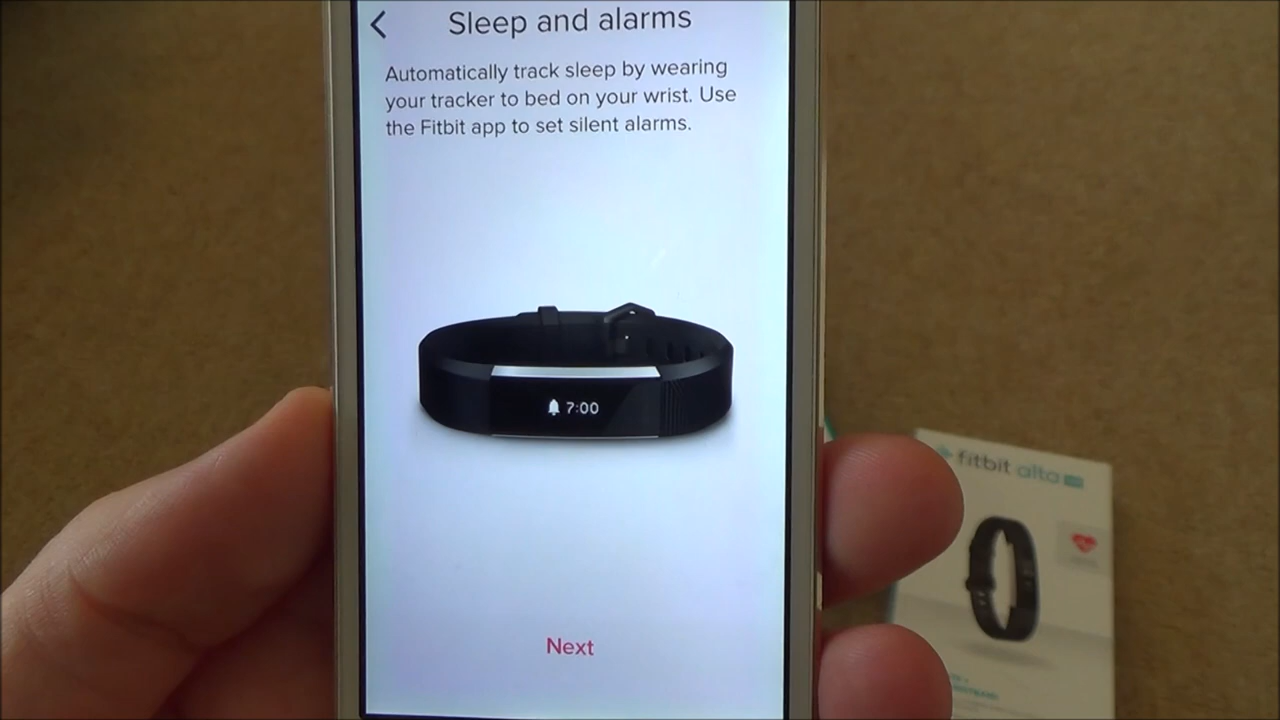 Sleep and alarms
Automatically track sleep by wearing
your tracker to bed on your wrist. Use
the Fitbit app to set silent alarms.
7:00
Next
fitbit alta